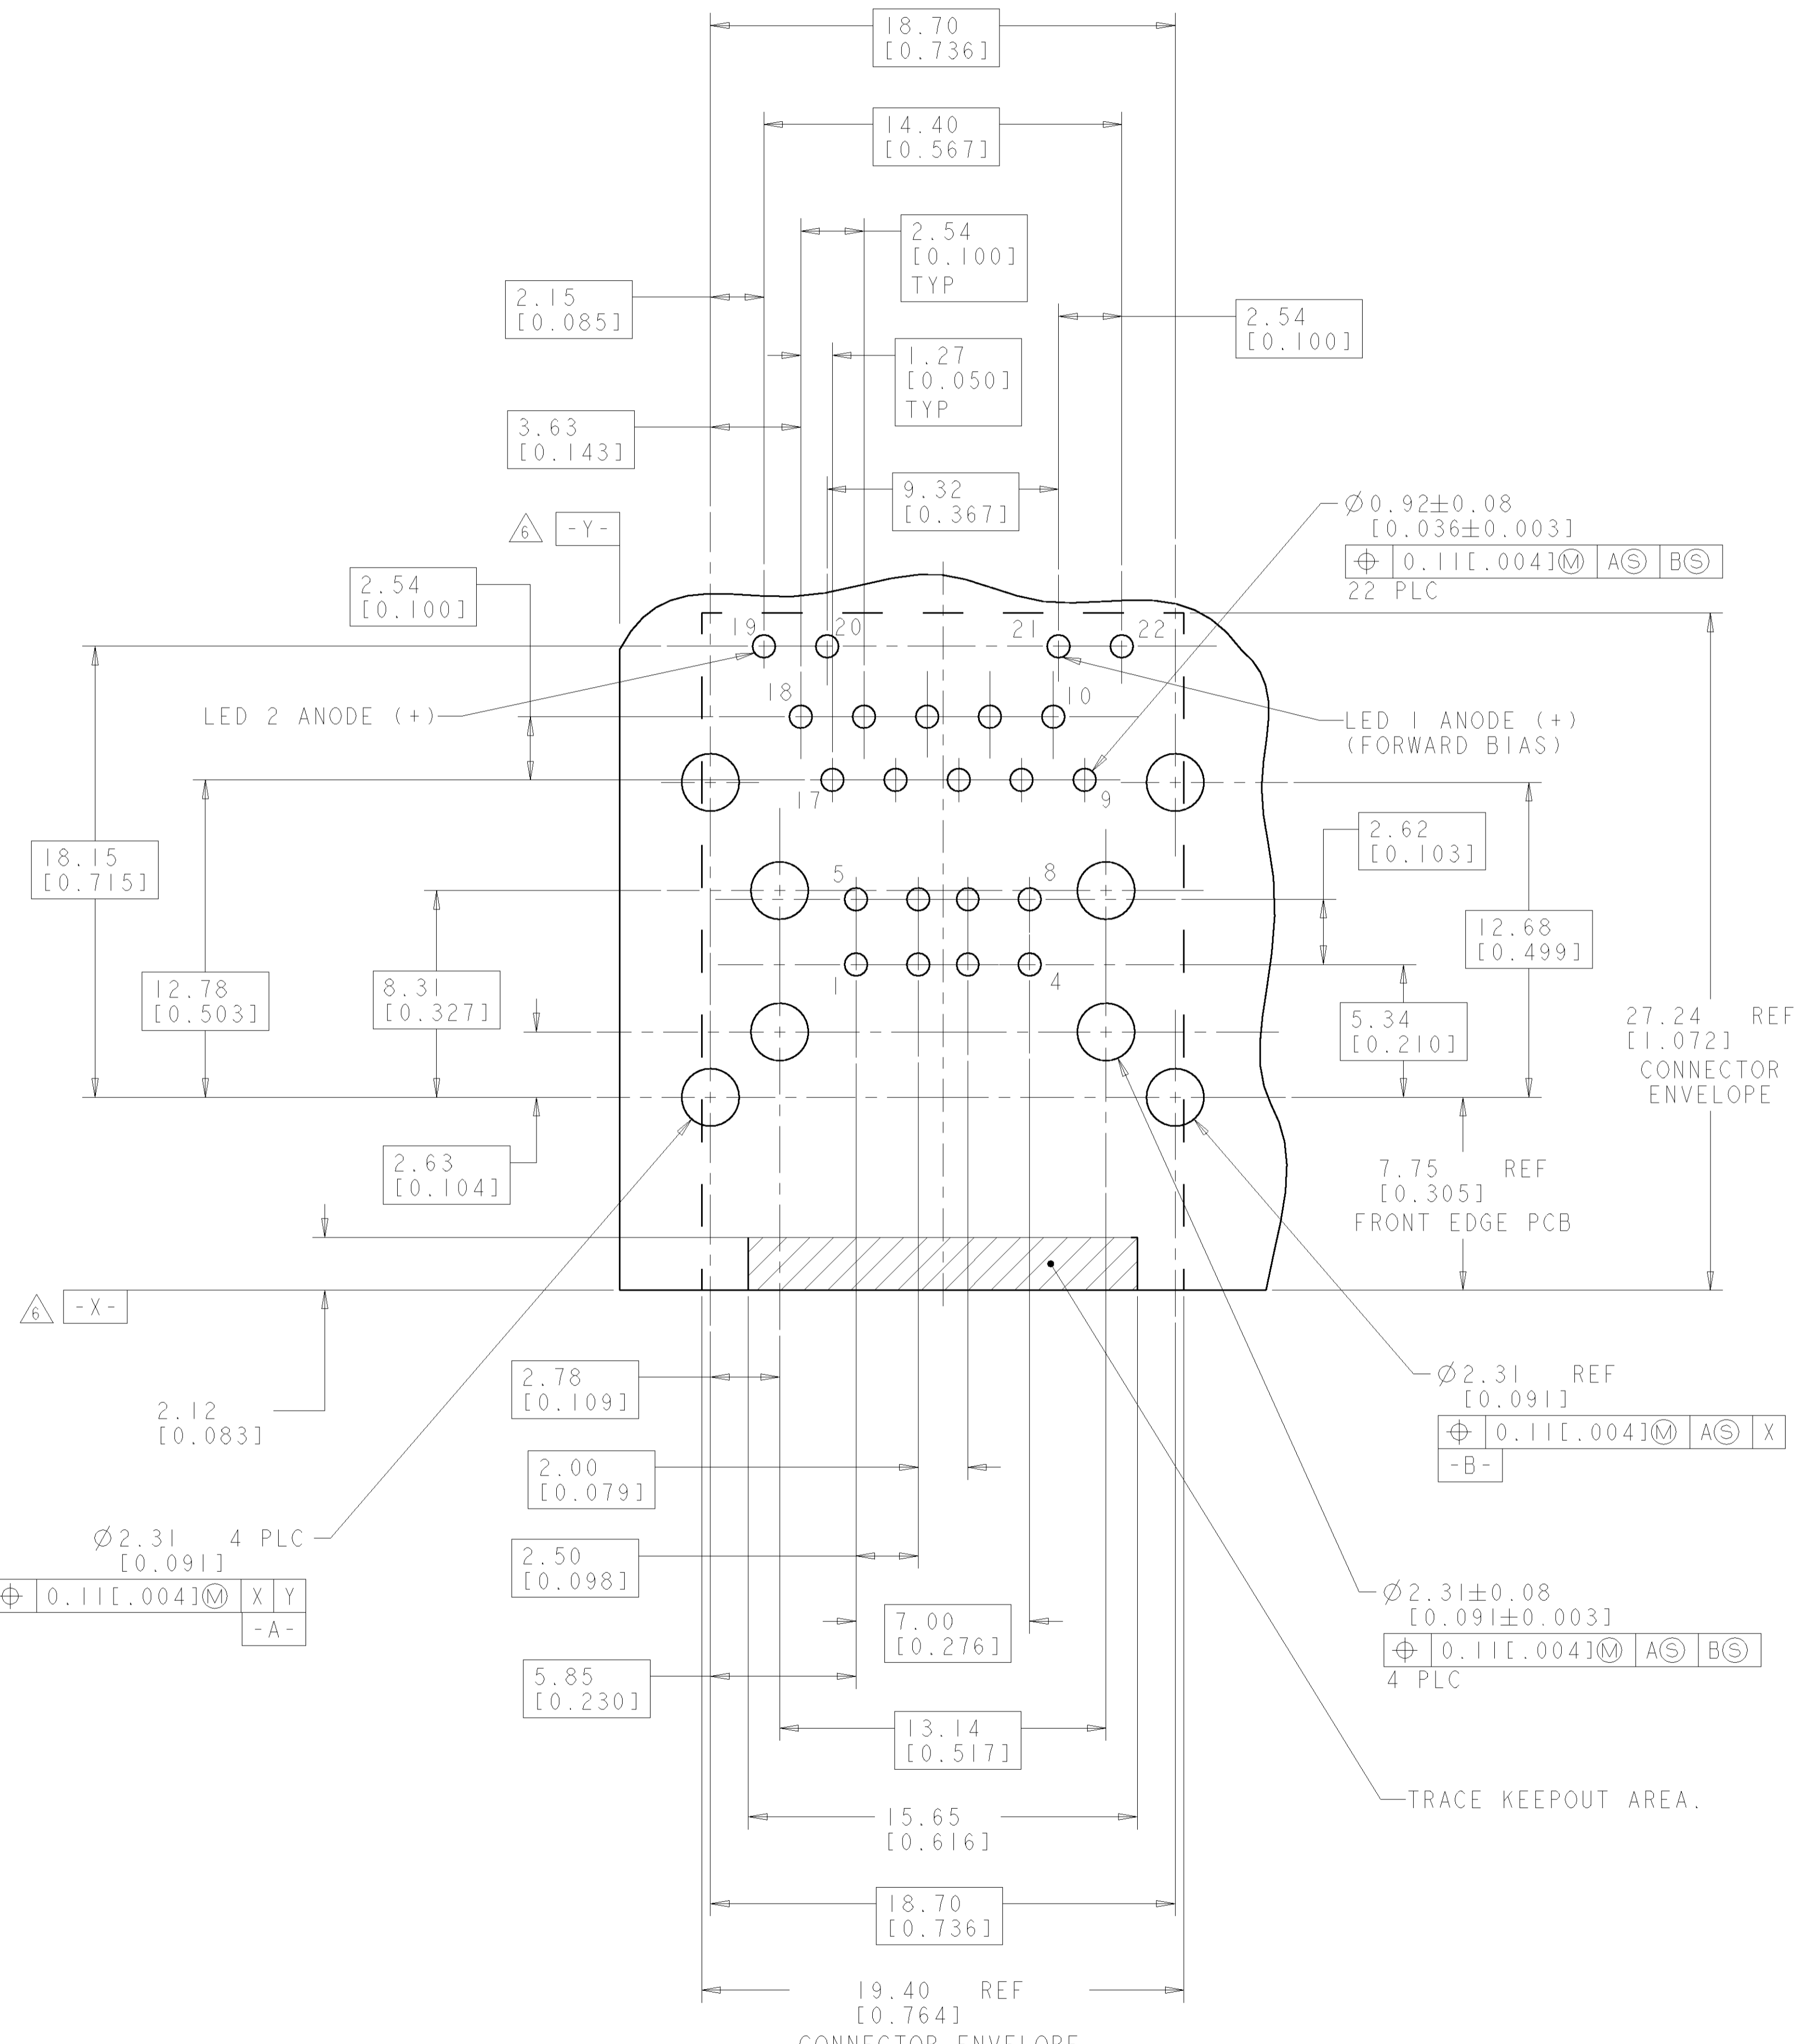 18.70
[0.736]
14.40
[0.567]
2.54
[0.100]
TYP
2.15
[0.085]
2.54
[0.100]
1.27
[0.050]
TYP
3.63
[0.143]
9.32
[0.367]
Ø0.92±0.08
[0.036±0.003]
⌖ 0.11[.004]Ⓜ AⓈ BⓈ
22 PLC
6 -Y-
2.54
[0.100]
19 20 21 22
18 10
LED 2 ANODE (+)
LED 1 ANODE (+)
(FORWARD BIAS)
17 9
2.62
[0.103]
18.15
[0.715]
5 8
12.68
[0.499]
12.78
[0.503]
8.31
[0.327]
1 4
5.34
[0.210]
27.24 REF
[1.072]
CONNECTOR
ENVELOPE
2.63
[0.104]
7.75 REF
[0.305]
FRONT EDGE PCB
6 -X-
2.12
[0.083]
2.78
[0.109]
Ø2.31 REF
[0.091]
⌖ 0.11[.004]Ⓜ AⓈ X
-B-
2.00
[0.079]
Ø2.31 4 PLC
[0.091]
⌖ 0.11[.004]Ⓜ X Y
-A-
2.50
[0.098]
Ø2.31±0.08
[0.091±0.003]
⌖ 0.11[.004]Ⓜ AⓈ BⓈ
4 PLC
7.00
[0.276]
5.85
[0.230]
13.14
[0.517]
TRACE KEEPOUT AREA.
15.65
[0.616]
18.70
[0.736]
19.40 REF
[0.764]
CONNECTOR ENVELOPE